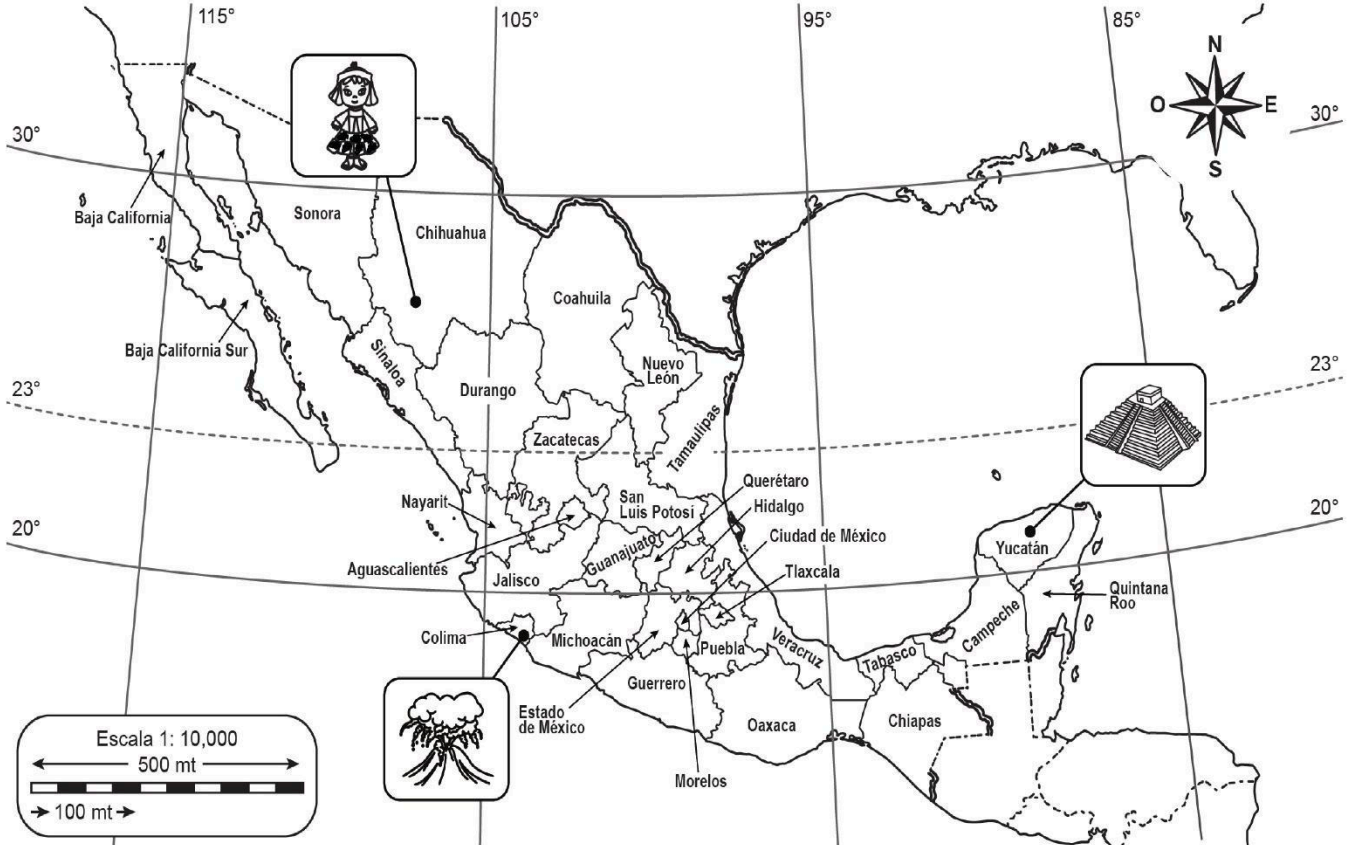 115°
105°
95°
85°
N
O
E
S
30°
30°
Baja California
Sonora
Chihuahua
Coahuila
Baja California Sur
Sinaloa
Nuevo
León
23°
23°
Durango
Tamaulipas
Zacatecas
Querétaro
Nayarit
San
Luis Potosí
Hidalgo
20°
20°
Ciudad de México
Yucatán
Guanajuato
Aguascalientes
Jalisco
Tlaxcala
Quintana
Roo
Campeche
Colima
Michoacán
Puebla
Veracruz
Tabasco
Guerrero
Estado
de México
Oaxaca
Chiapas
Morelos
Escala 1: 10,000
500 mt
100 mt